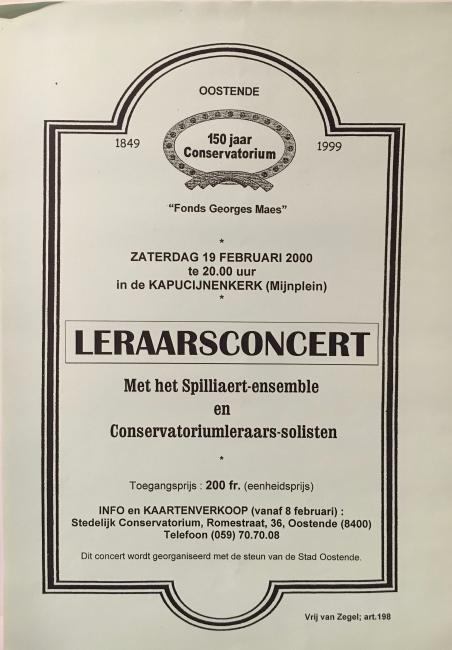 OOSTENDE
1849
150 jaar
Conservatorium
1999
"Fonds Georges Maes"
*
ZATERDAG 19 FEBRUARI 2000
te 20.00 uur
in de KAPUCIJNENKERK (Mijnplein)
*
LERAARSCONCERT
Met het Spilliaert-ensemble
en
Conservatoriumleraars-solisten
*
Toegangsprijs : 200 fr. (eenheidsprijs)
INFO en KAARTENVERKOOP (vanaf 8 februari) :
Stedelijk Conservatorium, Romestraat, 36, Oostende (8400)
Telefoon (059) 70.70.08
Dit concert wordt georganiseerd met de steun van de Stad Oostende.
Vrij van Zegel; art.198